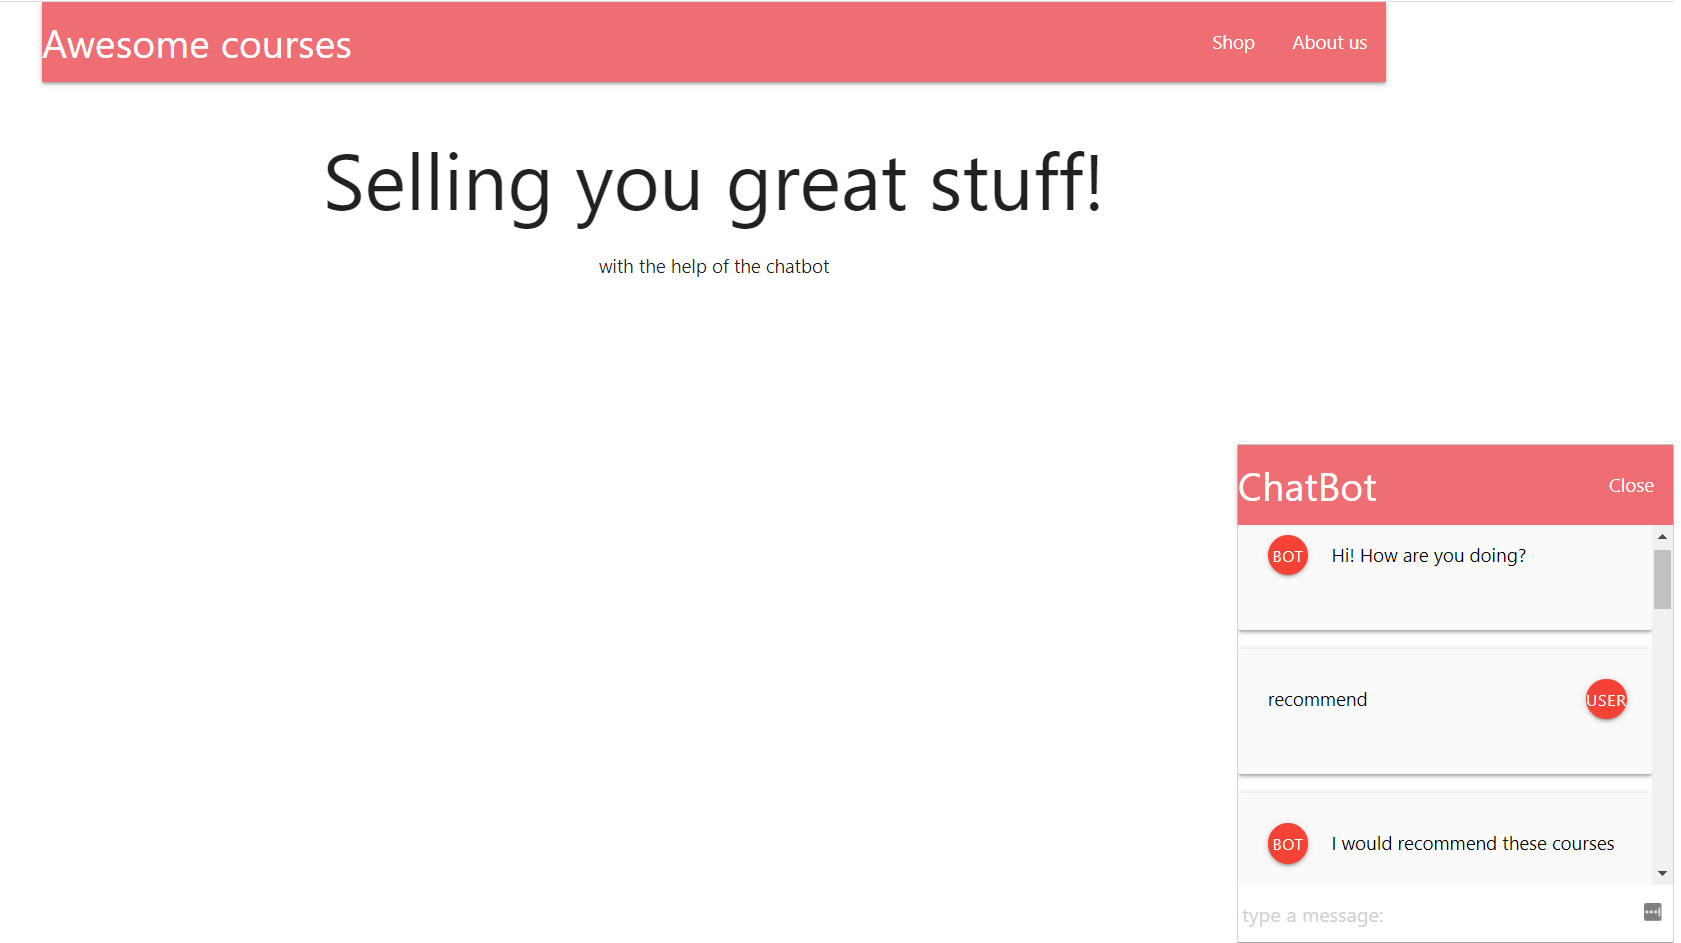 Awesome courses
Shop
About us
Selling you great stuff!
with the help of the chatbot
ChatBot
Close
BOT
Hi! How are you doing?
recommend
USER
BOT
I would recommend these courses
type a message: